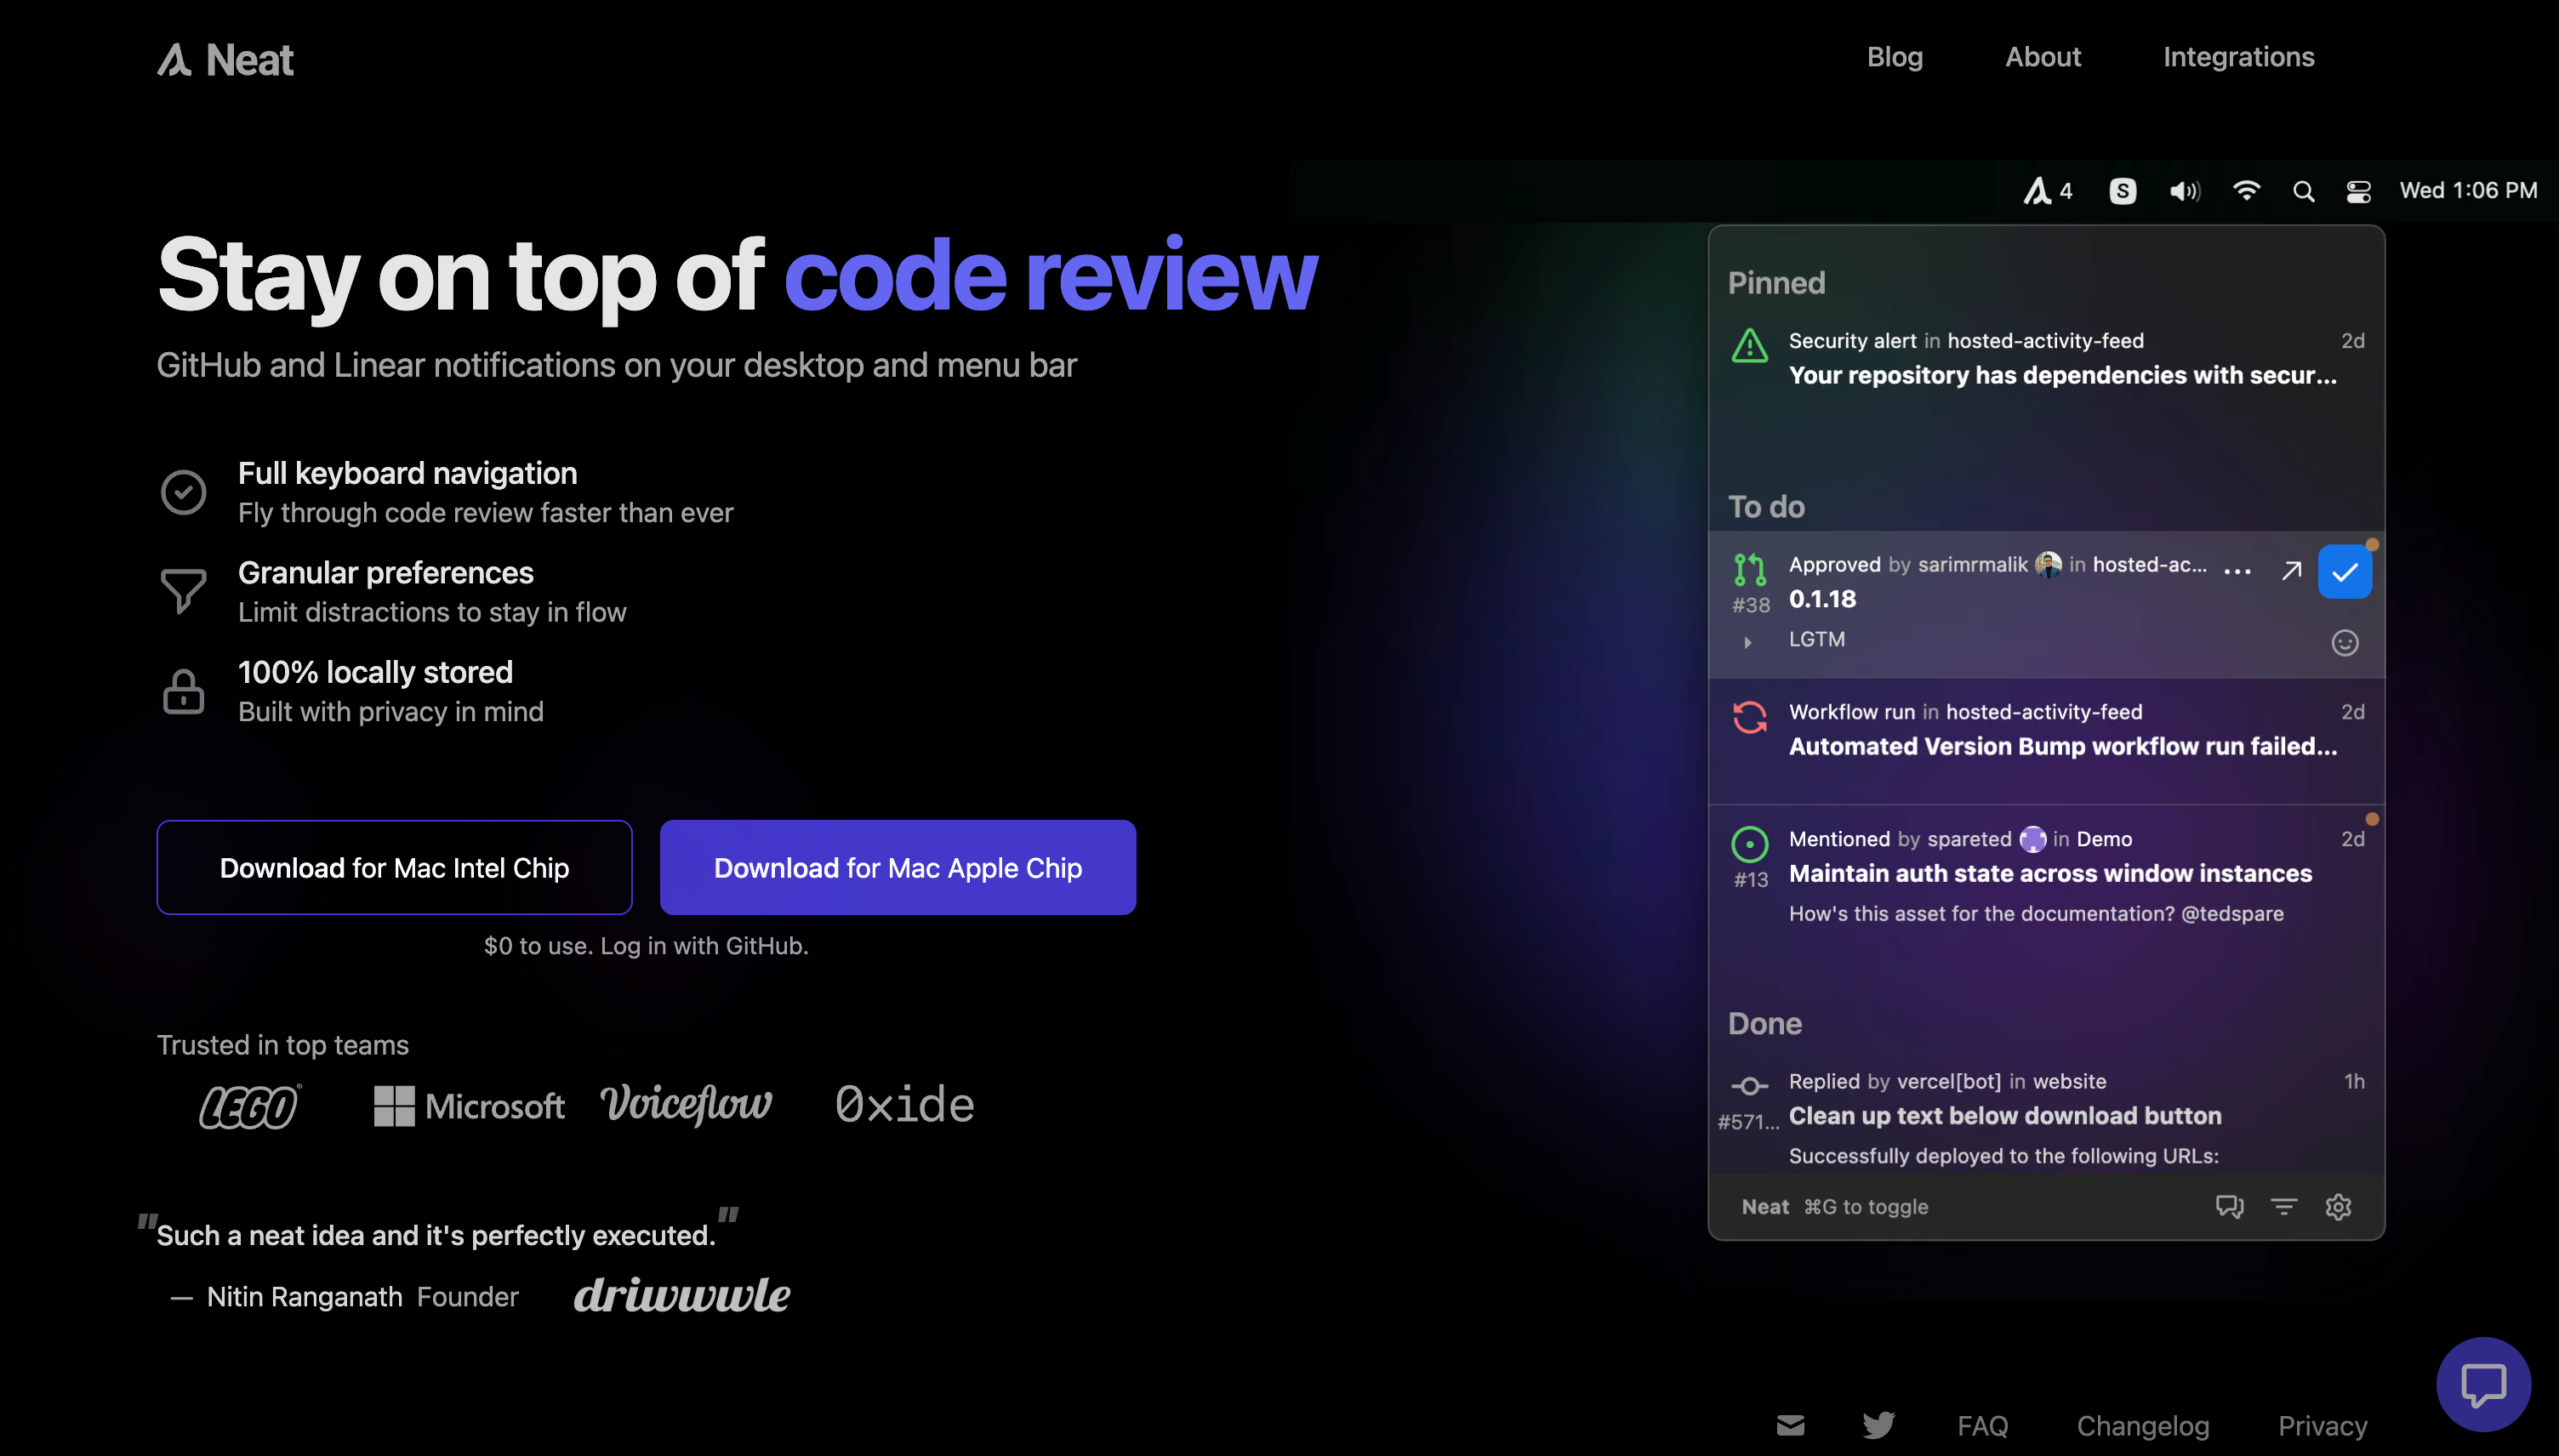 Neat
Blog
About
Integrations
4
S
Wed 1:06 PM
Stay on top of code review
GitHub and Linear notifications on your desktop and menu bar
Full keyboard navigation
Fly through code review faster than ever
Granular preferences
Limit distractions to stay in flow
100% locally stored
Built with privacy in mind
Download for Mac Intel Chip
Download for Mac Apple Chip
$0 to use. Log in with GitHub.
Trusted in top teams
LEGO®
Microsoft
Voiceflow
0xide
"Such a neat idea and it's perfectly executed."
— Nitin Ranganath Founder
driwwwle
Pinned
Security alert in hosted-activity-feed
2d
Your repository has dependencies with secur...
To do
Approved by sarimrmalik in hosted-ac...
#38
0.1.18
LGTM
Workflow run in hosted-activity-feed
2d
Automated Version Bump workflow run failed...
Mentioned by spareted in Demo
2d
#13
Maintain auth state across window instances
How's this asset for the documentation? @tedspare
Done
Replied by vercel[bot] in website
1h
#571...
Clean up text below download button
Successfully deployed to the following URLs:
Neat ⌘G to toggle
FAQ
Changelog
Privacy